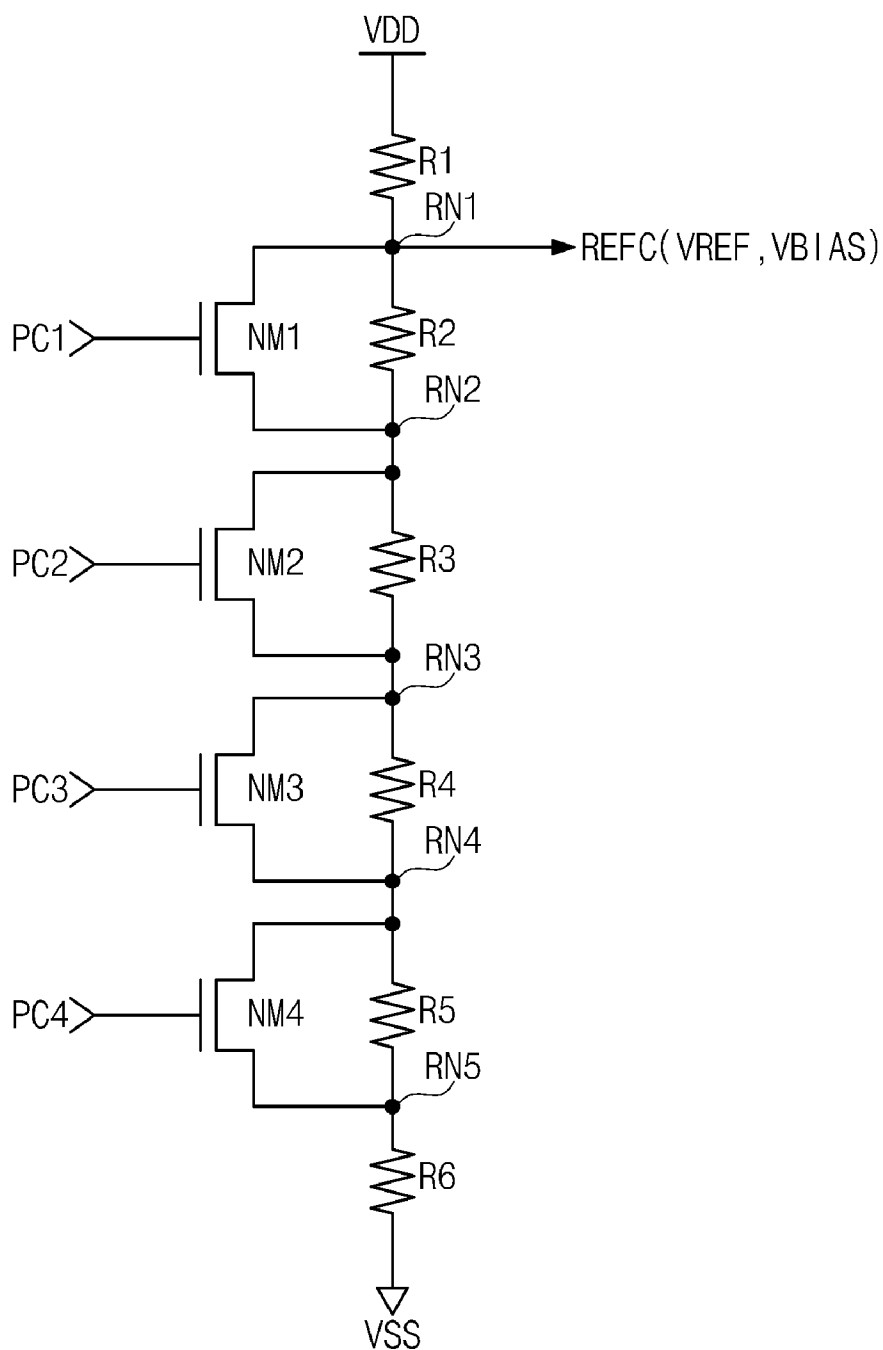 VDD
R1
RN1
REFC(VREF,VBIAS)
PC1
NM1
R2
RN2
PC2
NM2
R3
RN3
PC3
NM3
R4
RN4
PC4
NM4
R5
RN5
R6
VSS